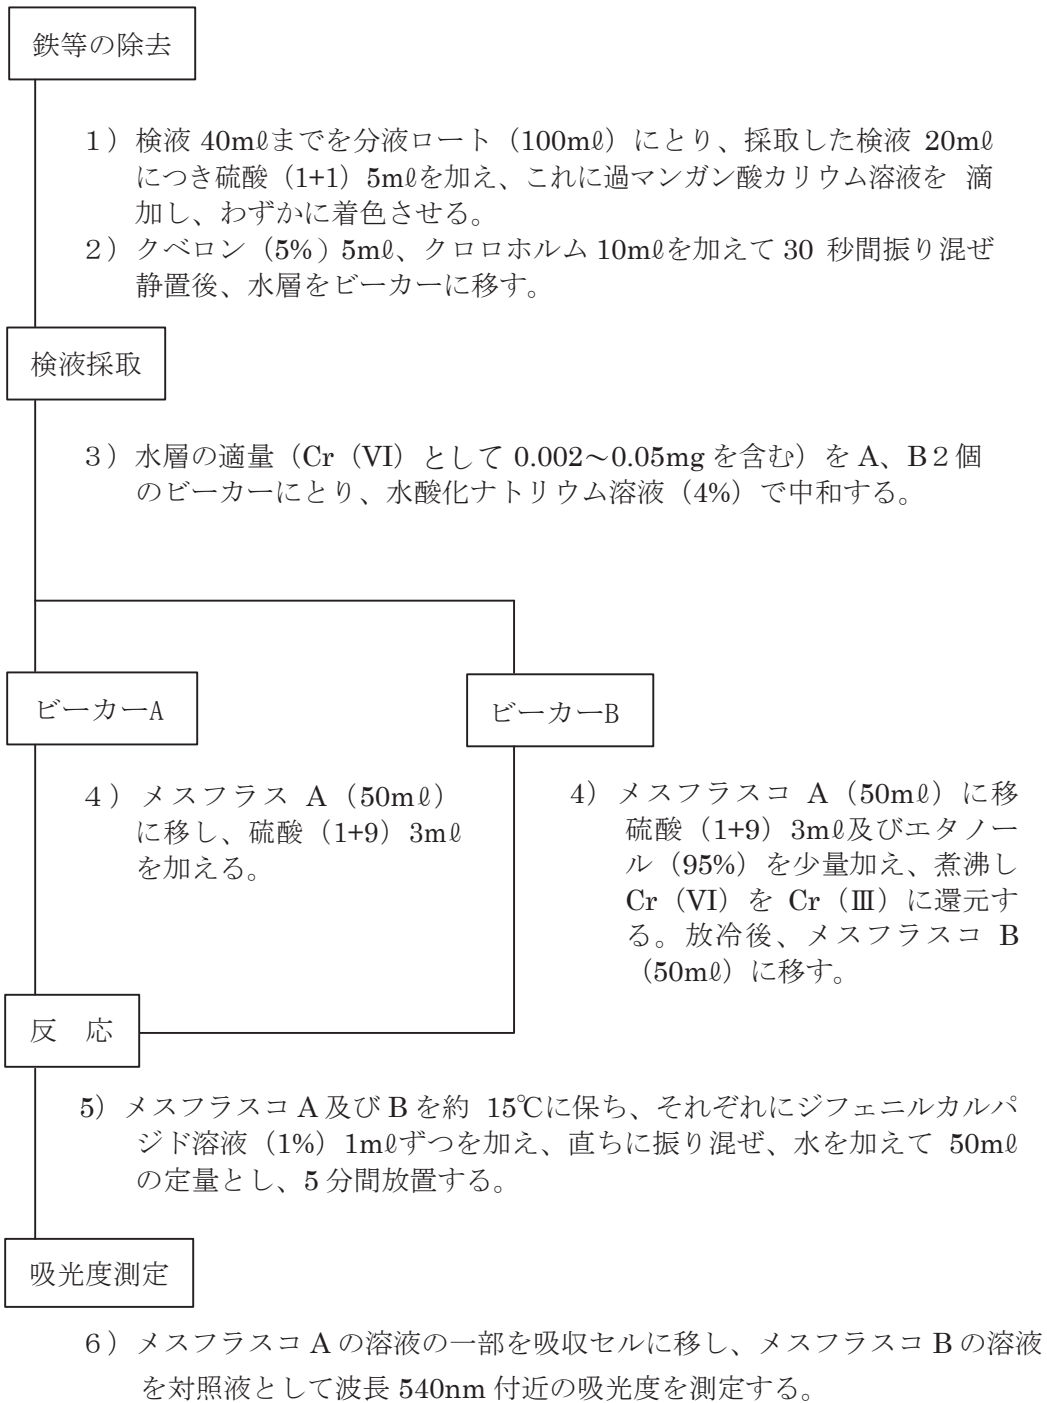 鉄等の除去
１）検液 40mℓまでを分液ロート（100mℓ）にとり、採取した検液 20mℓ
につき硫酸（1+1）5mℓを加え、これに過マンガン酸カリウム溶液を 滴
加し、わずかに着色させる。
２）クペロン（5%）5mℓ、クロロホルム 10mℓを加えて 30 秒間振り混ぜ
静置後、水層をビーカーに移す。
検液採取
３）水層の適量（Cr（Ⅵ）として 0.002～0.05mg を含む）を A、B２個
のビーカーにとり、水酸化ナトリウム溶液（4%）で中和する。
ビーカーA
ビーカーB
４）メスフラス A（50mℓ）
に移し、硫酸（1+9）3mℓ
を加える。
4）メスフラスコ A（50mℓ）に移
硫酸（1+9）3mℓ及びエタノー
ル（95%）を少量加え、煮沸し
Cr（Ⅵ）を Cr（Ⅲ）に還元す
る。放冷後、メスフラスコ B
（50mℓ）に移す。
反 応
5）メスフラスコ A 及び B を約 15℃に保ち、それぞれにジフェニルカルパ
ジド溶液（1%）1mℓずつを加え、直ちに振り混ぜ、水を加えて 50mℓ
の定量とし、5 分間放置する。
吸光度測定
６）メスフラスコ A の溶液の一部を吸収セルに移し、メスフラスコ B の溶液
を対照液として波長 540nm 付近の吸光度を測定する。